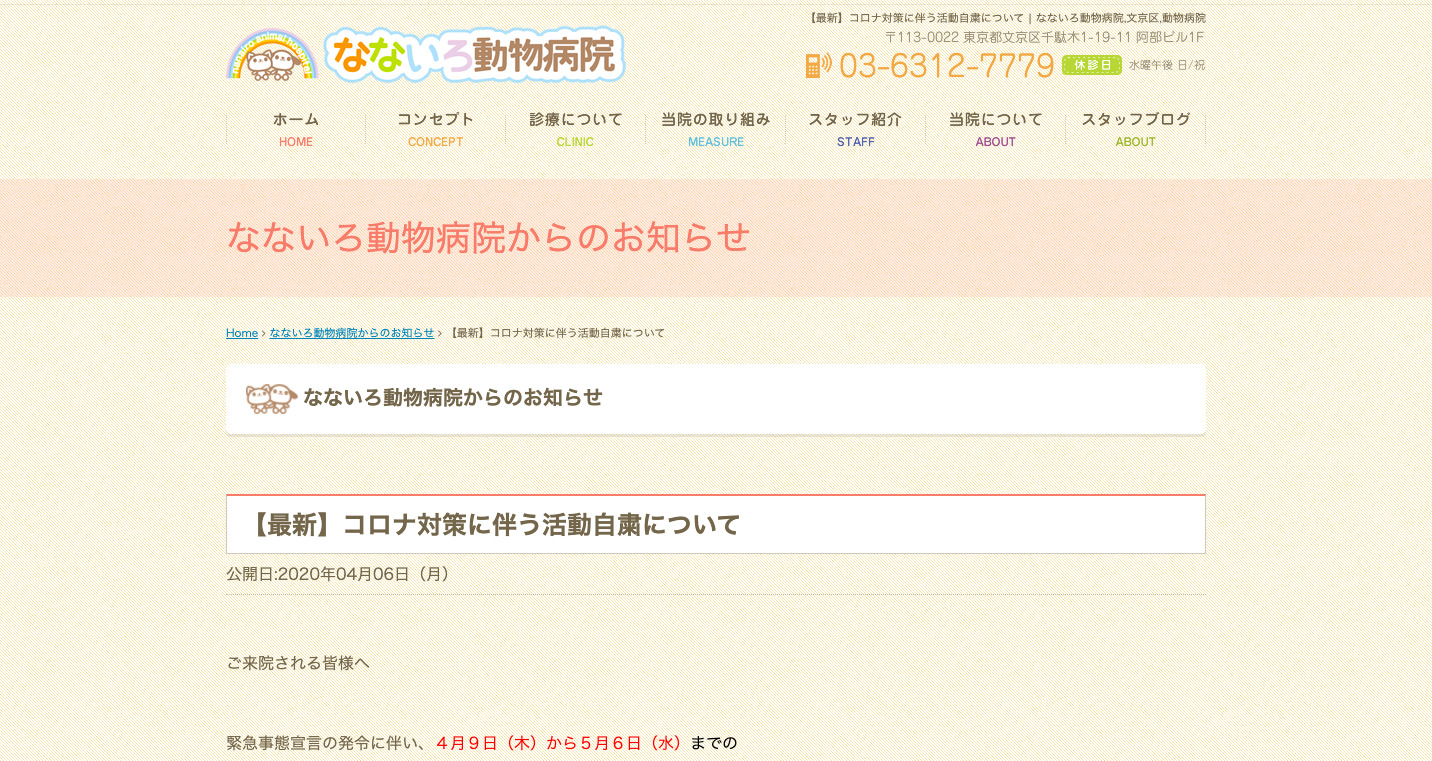 【最新】コロナ対策に伴う活動自粛について | なないろ動物病院,文京区,動物病院
なないろ動物病院
〒113-0022 東京都文京区千駄木1-19-11 阿部ビル1F
03-6312-7779 休診日 水曜午後 日/祝
ホーム コンセプト 診療について 当院の取り組み スタッフ紹介 当院について スタッフブログ
HOME CONCEPT CLINIC MEASURE STAFF ABOUT ABOUT
なないろ動物病院からのお知らせ
Home › なないろ動物病院からのお知らせ › 【最新】コロナ対策に伴う活動自粛について
なないろ動物病院からのお知らせ
【最新】コロナ対策に伴う活動自粛について
公開日:2020年04月06日（月）
ご来院される皆様へ
緊急事態宣言の発令に伴い、４月９日（木）から５月６日（水）までの